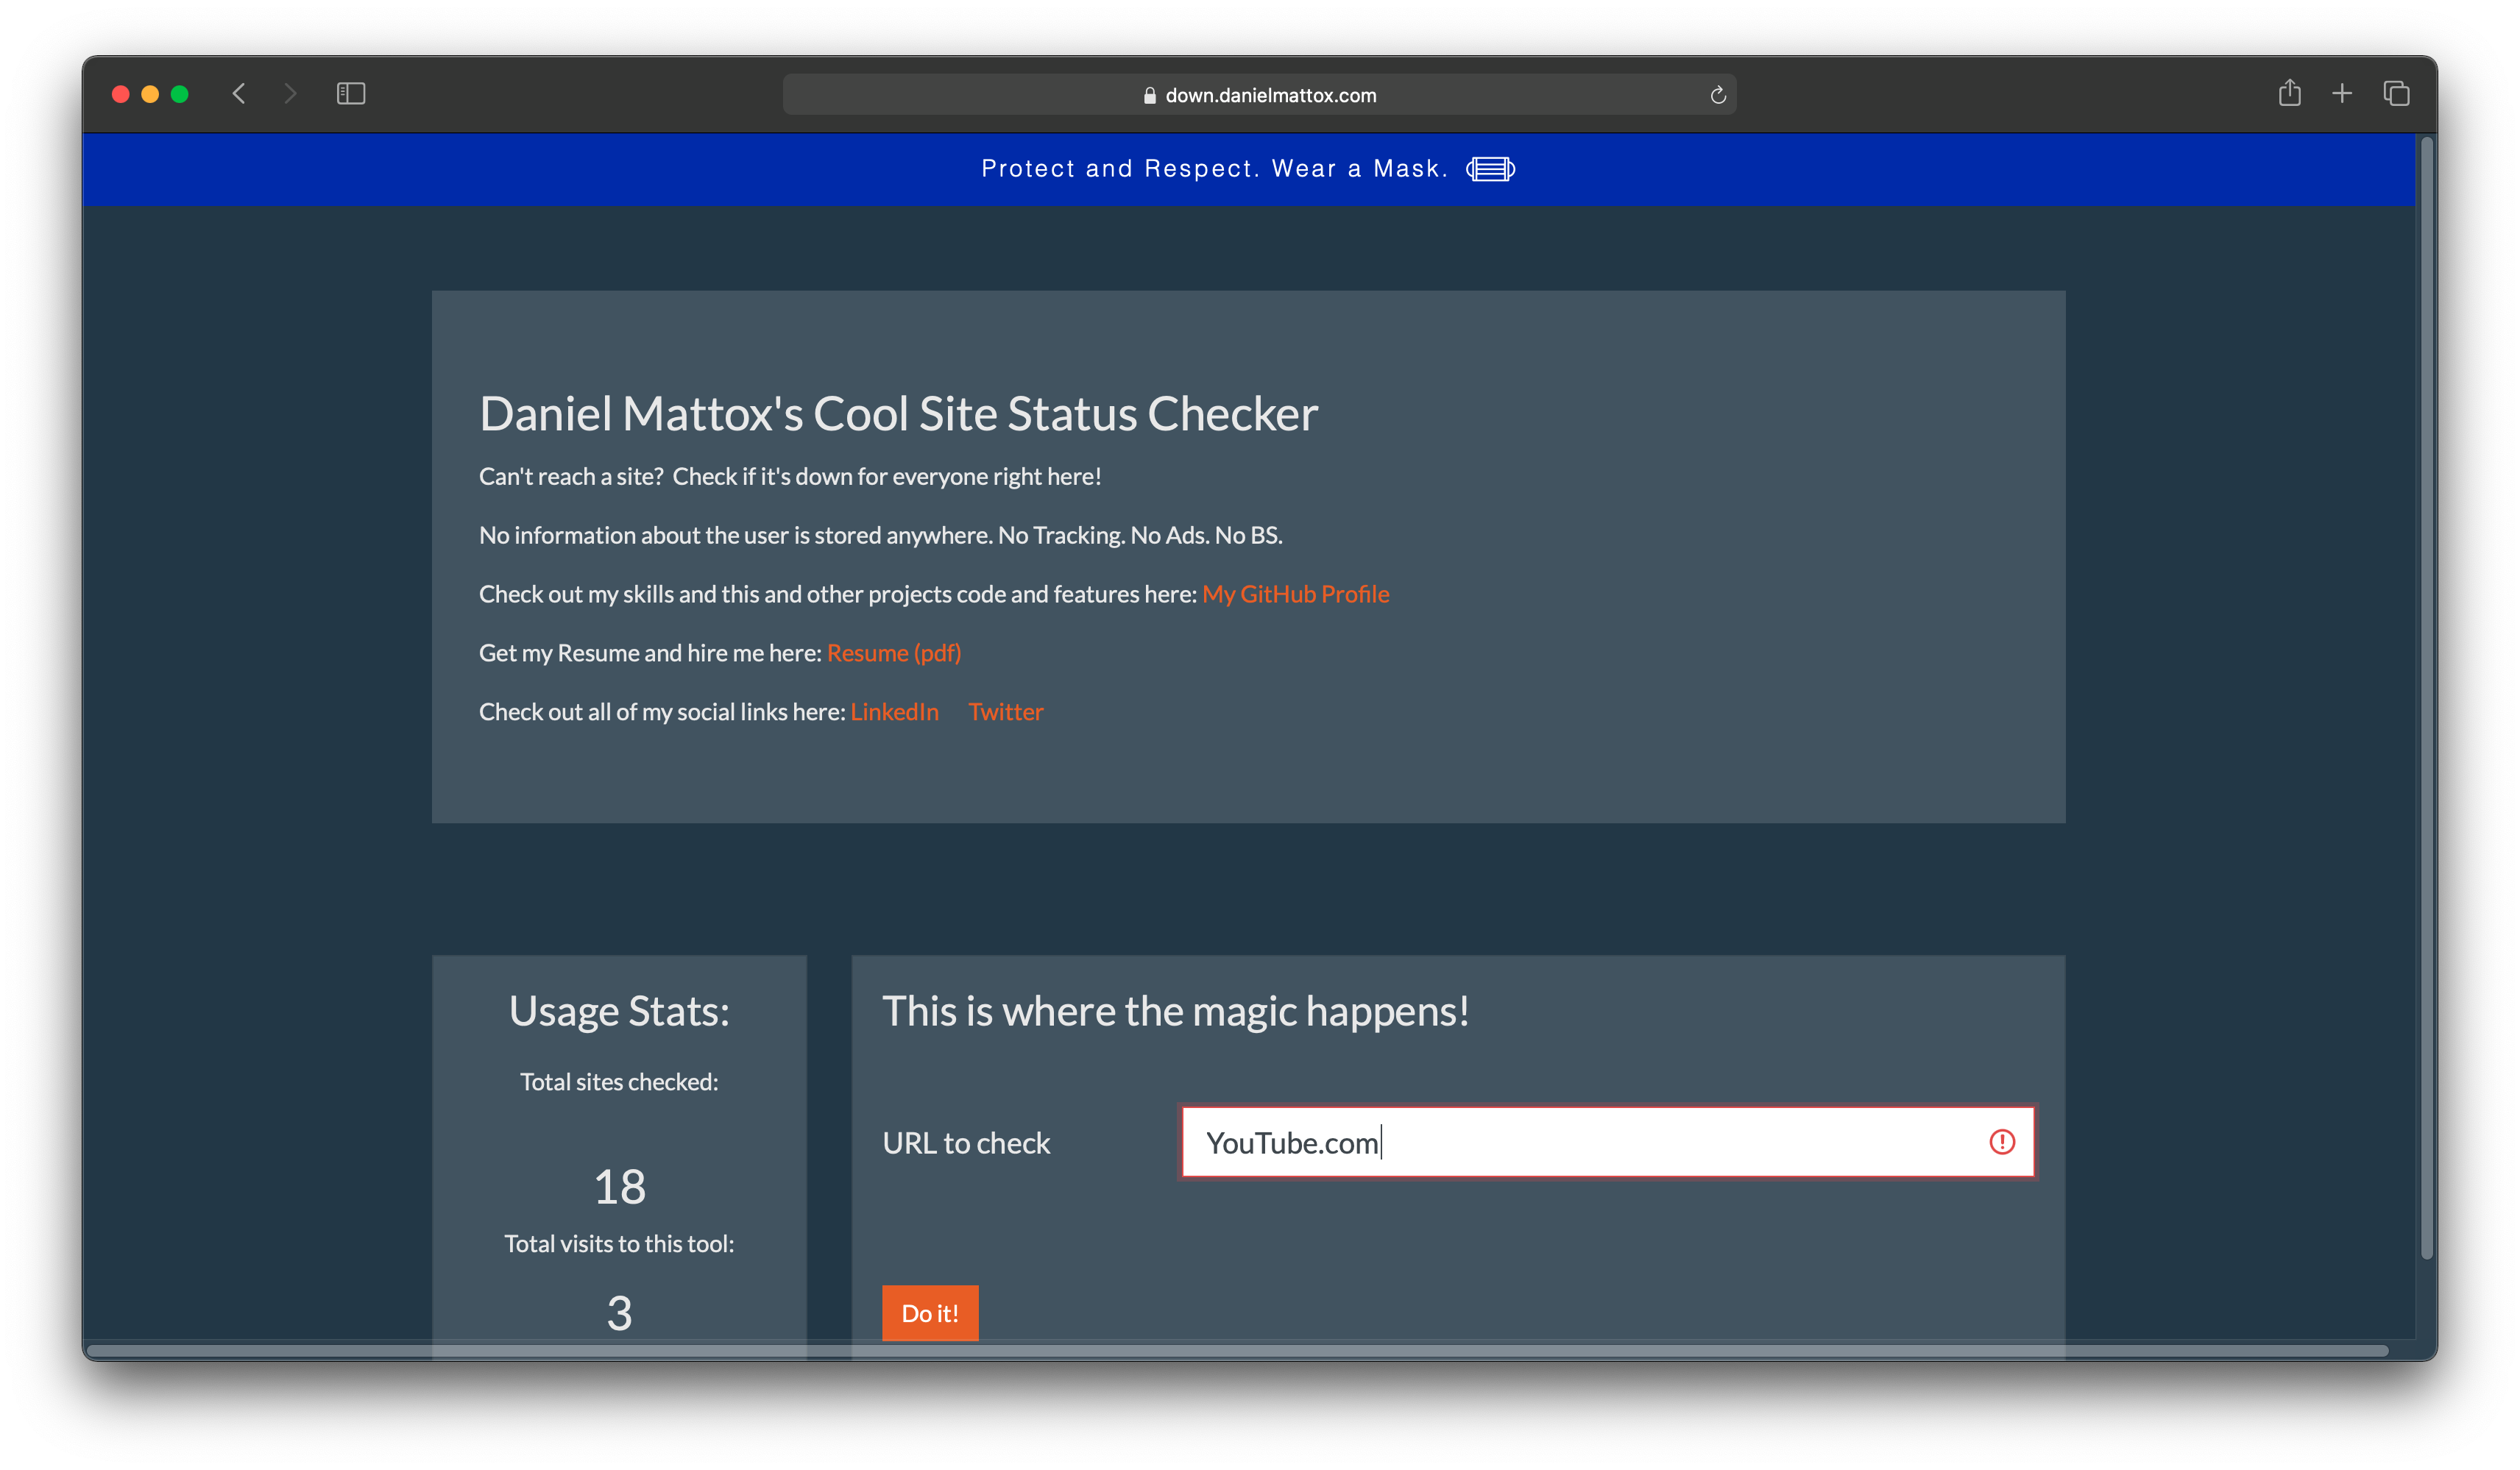 down.danielmattox.com
Protect and Respect. Wear a Mask.
Daniel Mattox's Cool Site Status Checker
Can't reach a site?  Check if it's down for everyone right here!
No information about the user is stored anywhere. No Tracking. No Ads. No BS.
Check out my skills and this and other projects code and features here: My GitHub Profile
Get my Resume and hire me here: Resume (pdf)
Check out all of my social links here: LinkedIn Twitter
Usage Stats:
Total sites checked:
18
Total visits to this tool:
3
This is where the magic happens!
URL to check YouTube.com
Do it!